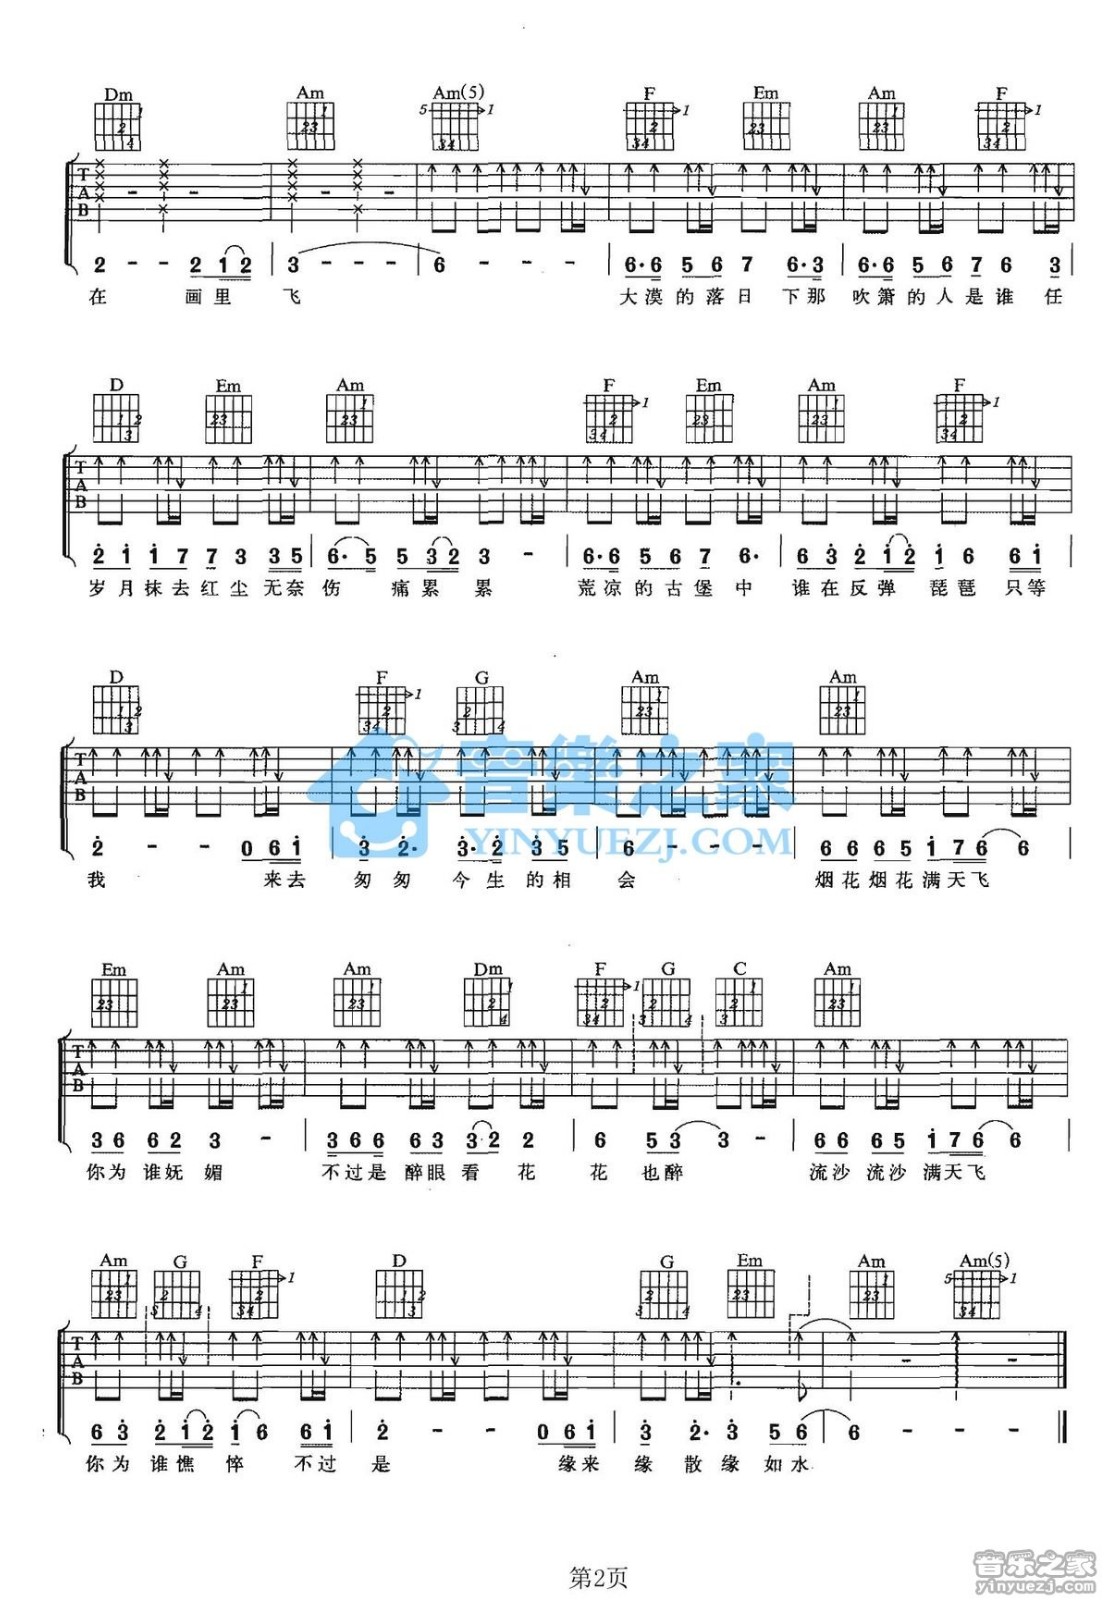 Dm Am Am(5) F Em Am F
T A B
2 - - 2 1 2 | 3 - - - | 6 - - - | 6· 6 5 6 7 6· 3 | 6· 6 5 6 7 6 3 |
在 画里 飞 大漠的落日下那 吹箫的人是谁 任
D Em Am F Em Am F
T A B
2 1 1 7 7 3 3 5 | 6· 5 5 3 2 3 - | 6· 6 5 6 7 6· | 6 3 2 1 2 1 6 6 1 |
岁月抹去红尘无奈 伤 痛累 累 荒凉的古堡中 谁在反弹 琵琶 只等
D F G Am Am
T A B
2 - - 0 6 1 | 3 2· 3· 2 3 5 | 6 - - - | 6 6 6 5 1 7 6 6 |
我 来去 匆匆 今生的相 会 烟花烟花满天飞
音樂之家
YINYUEZJ.COM
Em Am Am Dm F G C Am
T A B
3 6 6 2 3 - | 3 6 6 6 3 3 2 2 | 6 5 3 3 - | 6 6 6 5 1 7 6 6 |
你为 谁妩 媚 不过是 醉眼看 花 花 也醉 流沙 流沙 满天飞
Am G F D G Em Am Am(5)
T A B
6 3 2 1 2 1 6 6 1 | 2 - - 0 6 1 | 3 2· 3 5 6 | 6 - - - ‖
你为 谁憔 悴 不过 是 缘来 缘 散缘 如水
第2页
音乐之家
yinyuezj.com